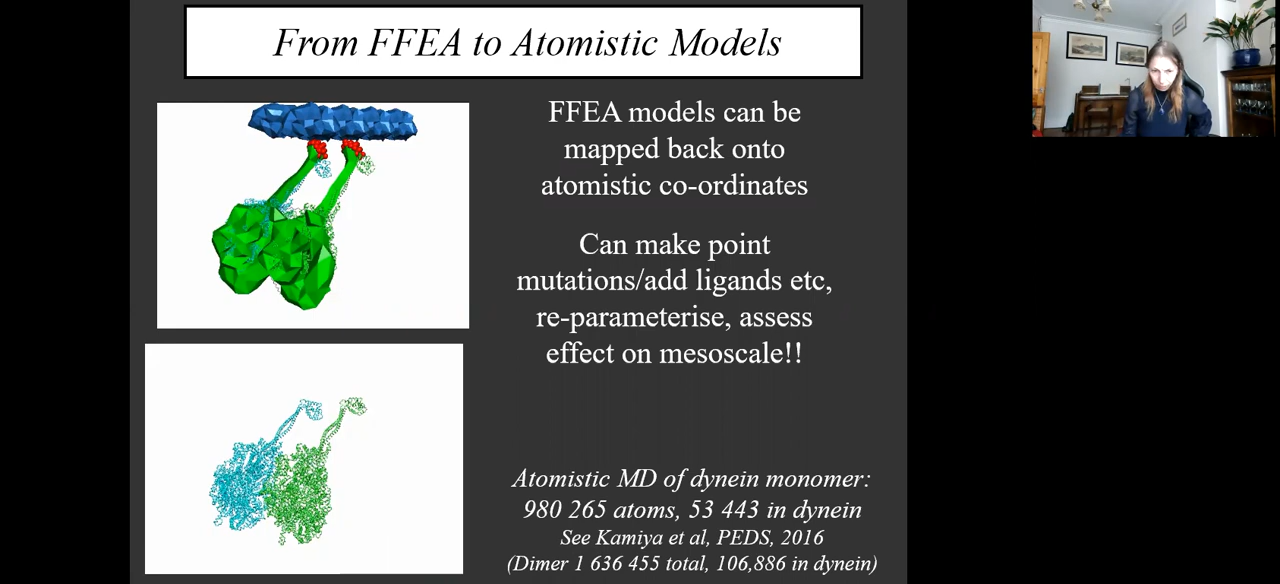 From FFEA to Atomistic Models
FFEA models can be
mapped back onto
atomistic co-ordinates
Can make point
mutations/add ligands etc,
re-parameterise, assess
effect on mesoscale!!
Atomistic MD of dynein monomer:
980 265 atoms, 53 443 in dynein
See Kamiya et al, PEDS, 2016
(Dimer 1 636 455 total, 106,886 in dynein)